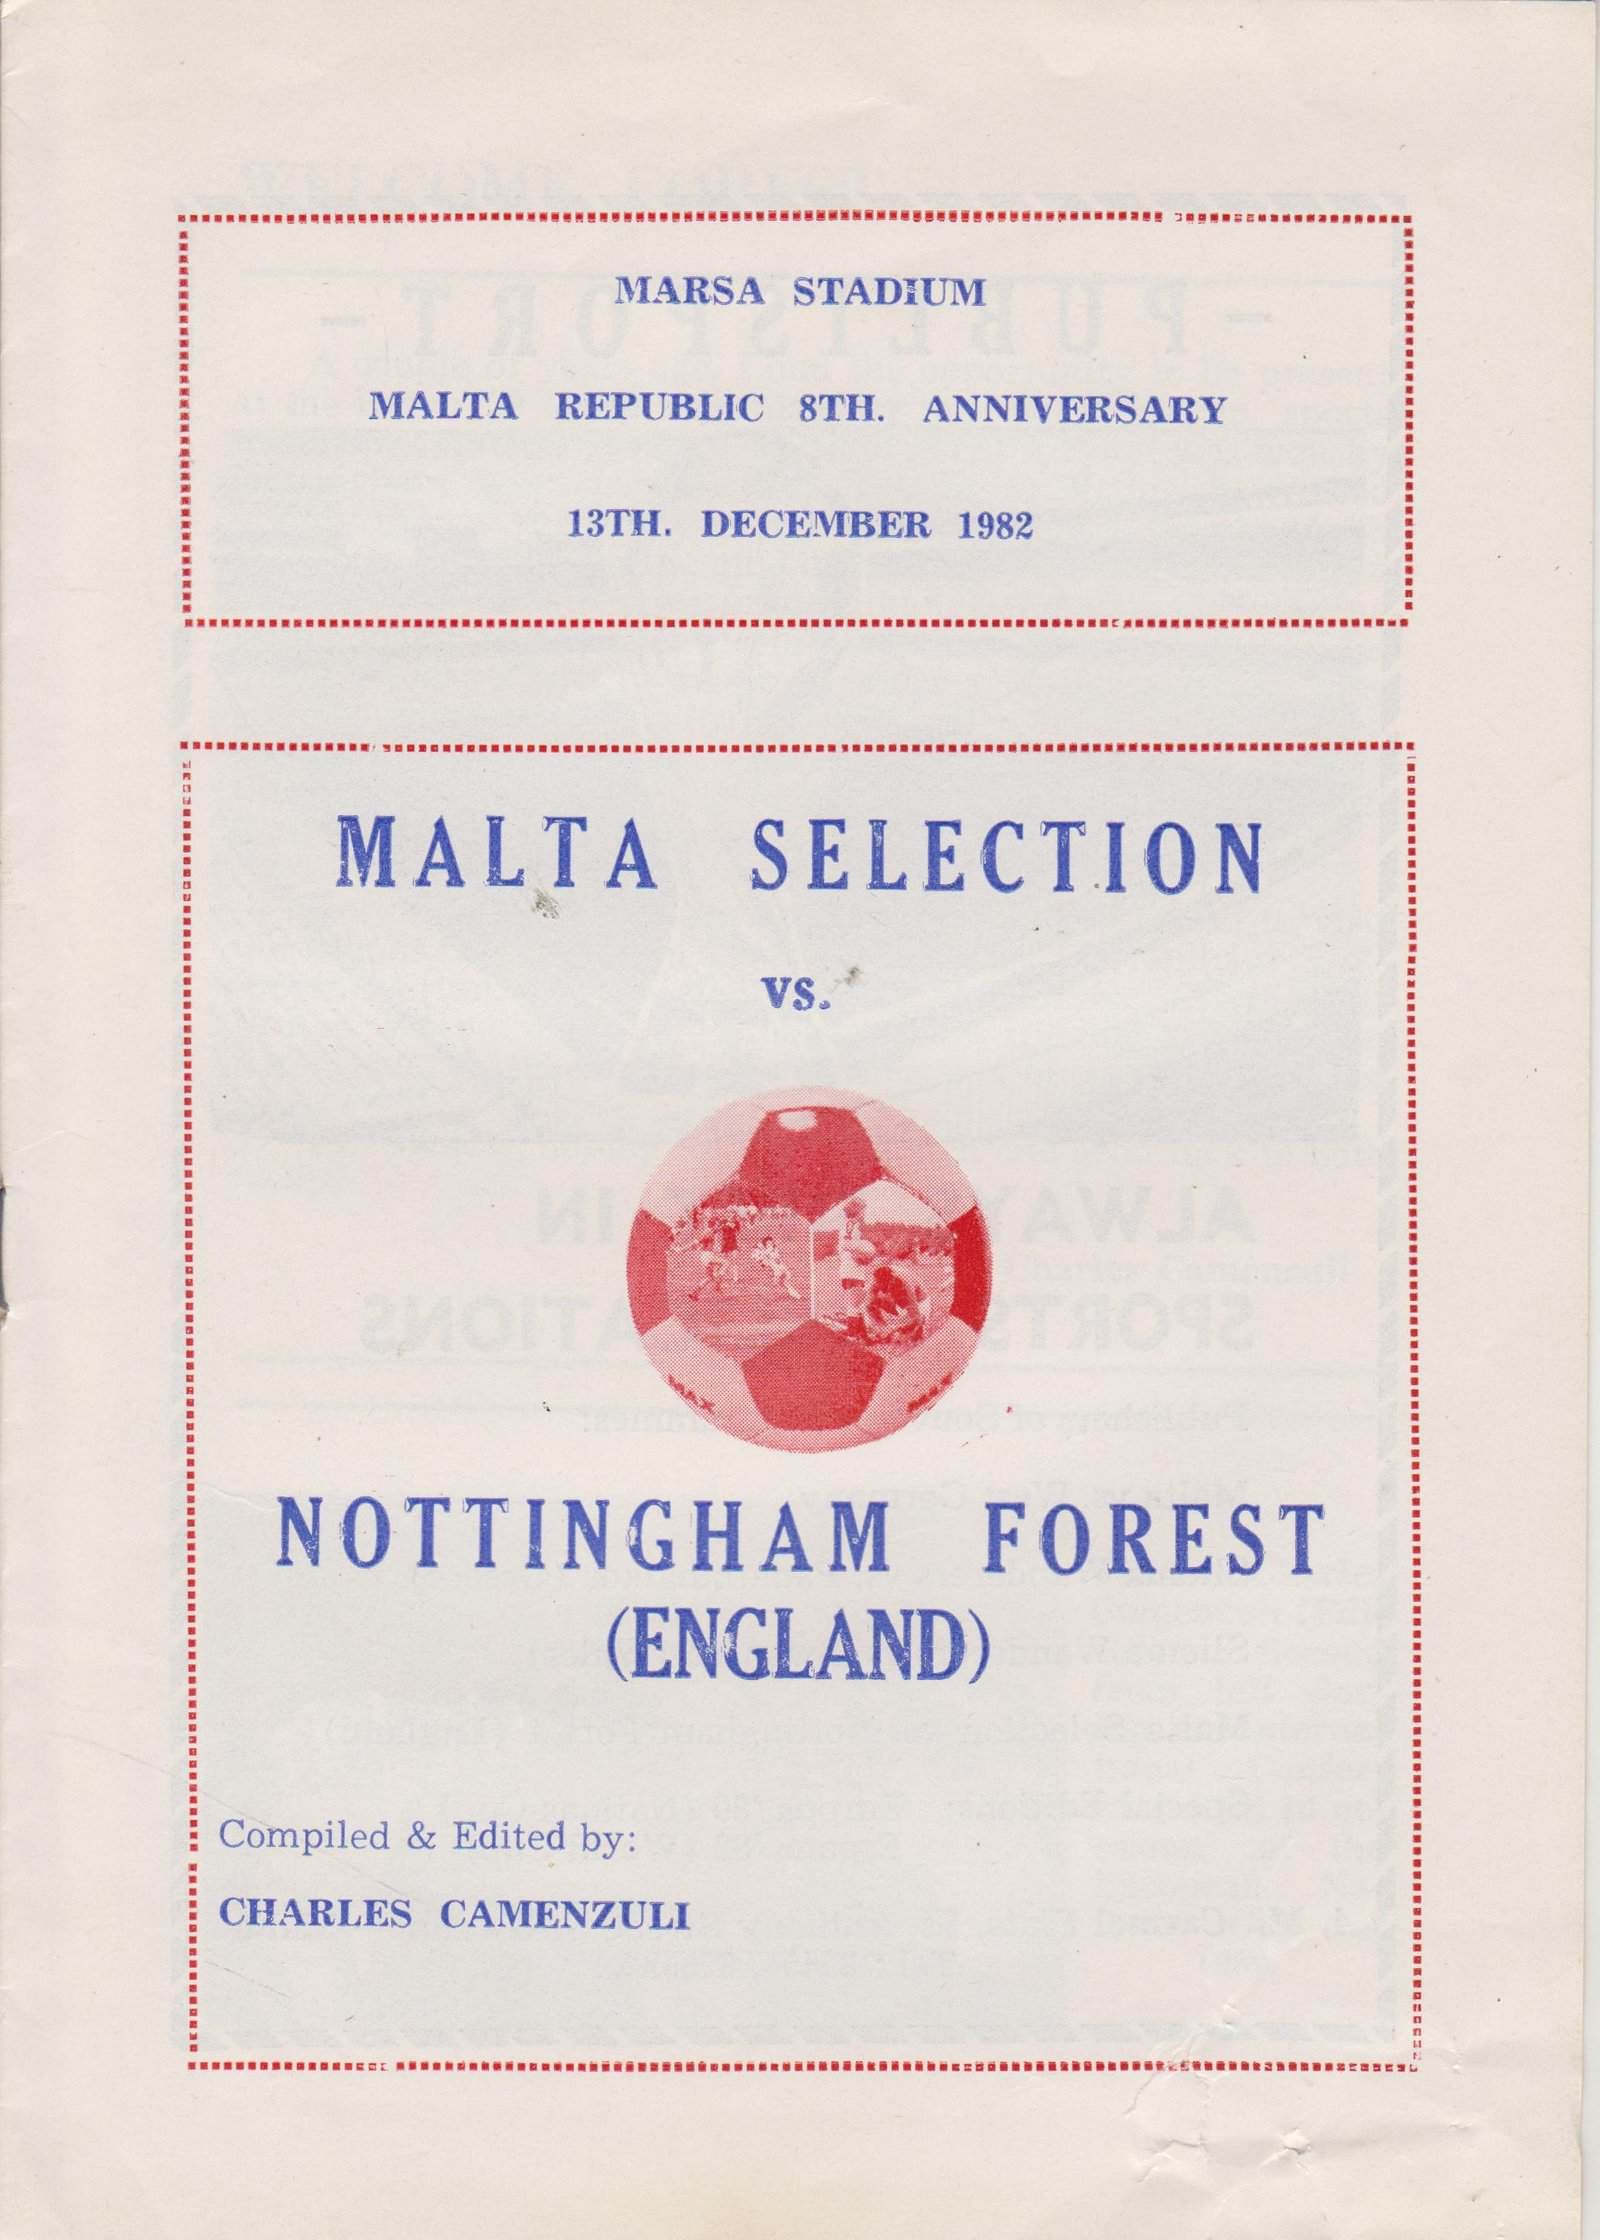 MARSA STADIUM
MALTA REPUBLIC 8TH. ANNIVERSARY
13TH. DECEMBER 1982
MALTA SELECTION
vs.
MAX
NOTTINGHAM FOREST
(ENGLAND)
Compiled & Edited by:
CHARLES CAMENZULI